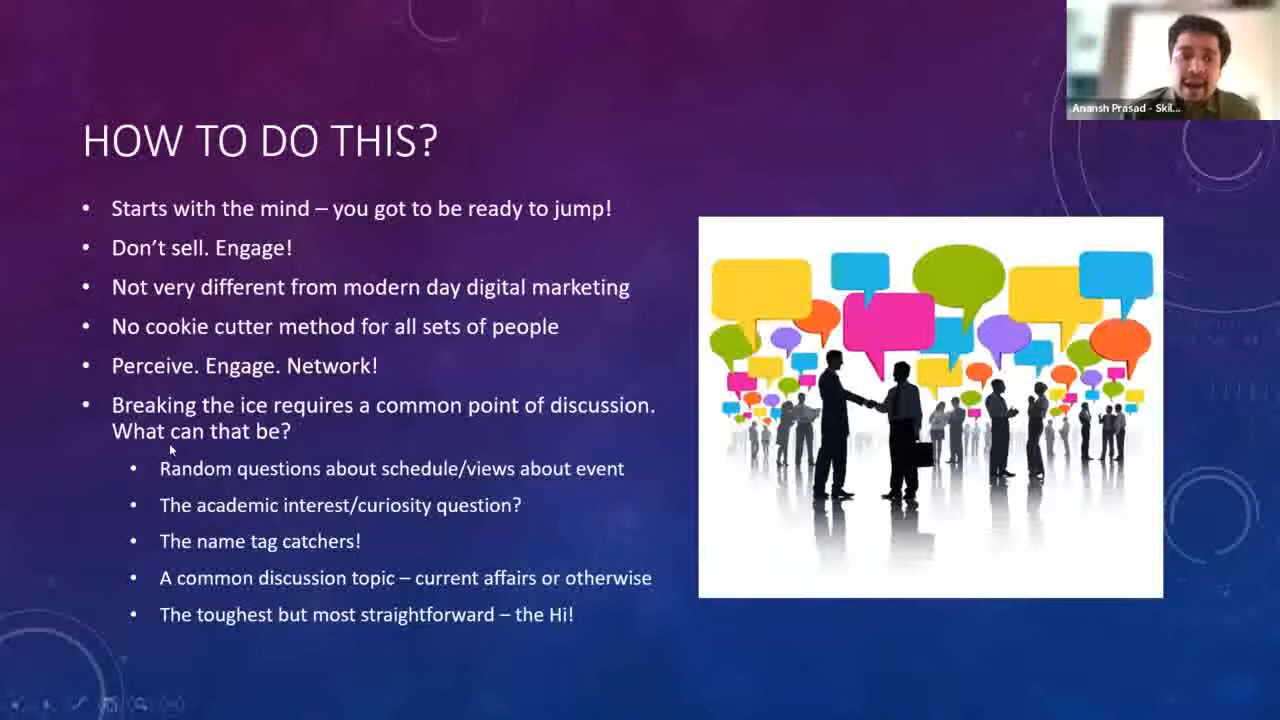 Anansh Prasad - Skil...
HOW TO DO THIS?
• Starts with the mind – you got to be ready to jump!
• Don't sell. Engage!
• Not very different from modern day digital marketing
• No cookie cutter method for all sets of people
• Perceive. Engage. Network!
• Breaking the ice requires a common point of discussion.
What can that be?
• Random questions about schedule/views about event
• The academic interest/curiosity question?
• The name tag catchers!
• A common discussion topic – current affairs or otherwise
• The toughest but most straightforward – the Hi!